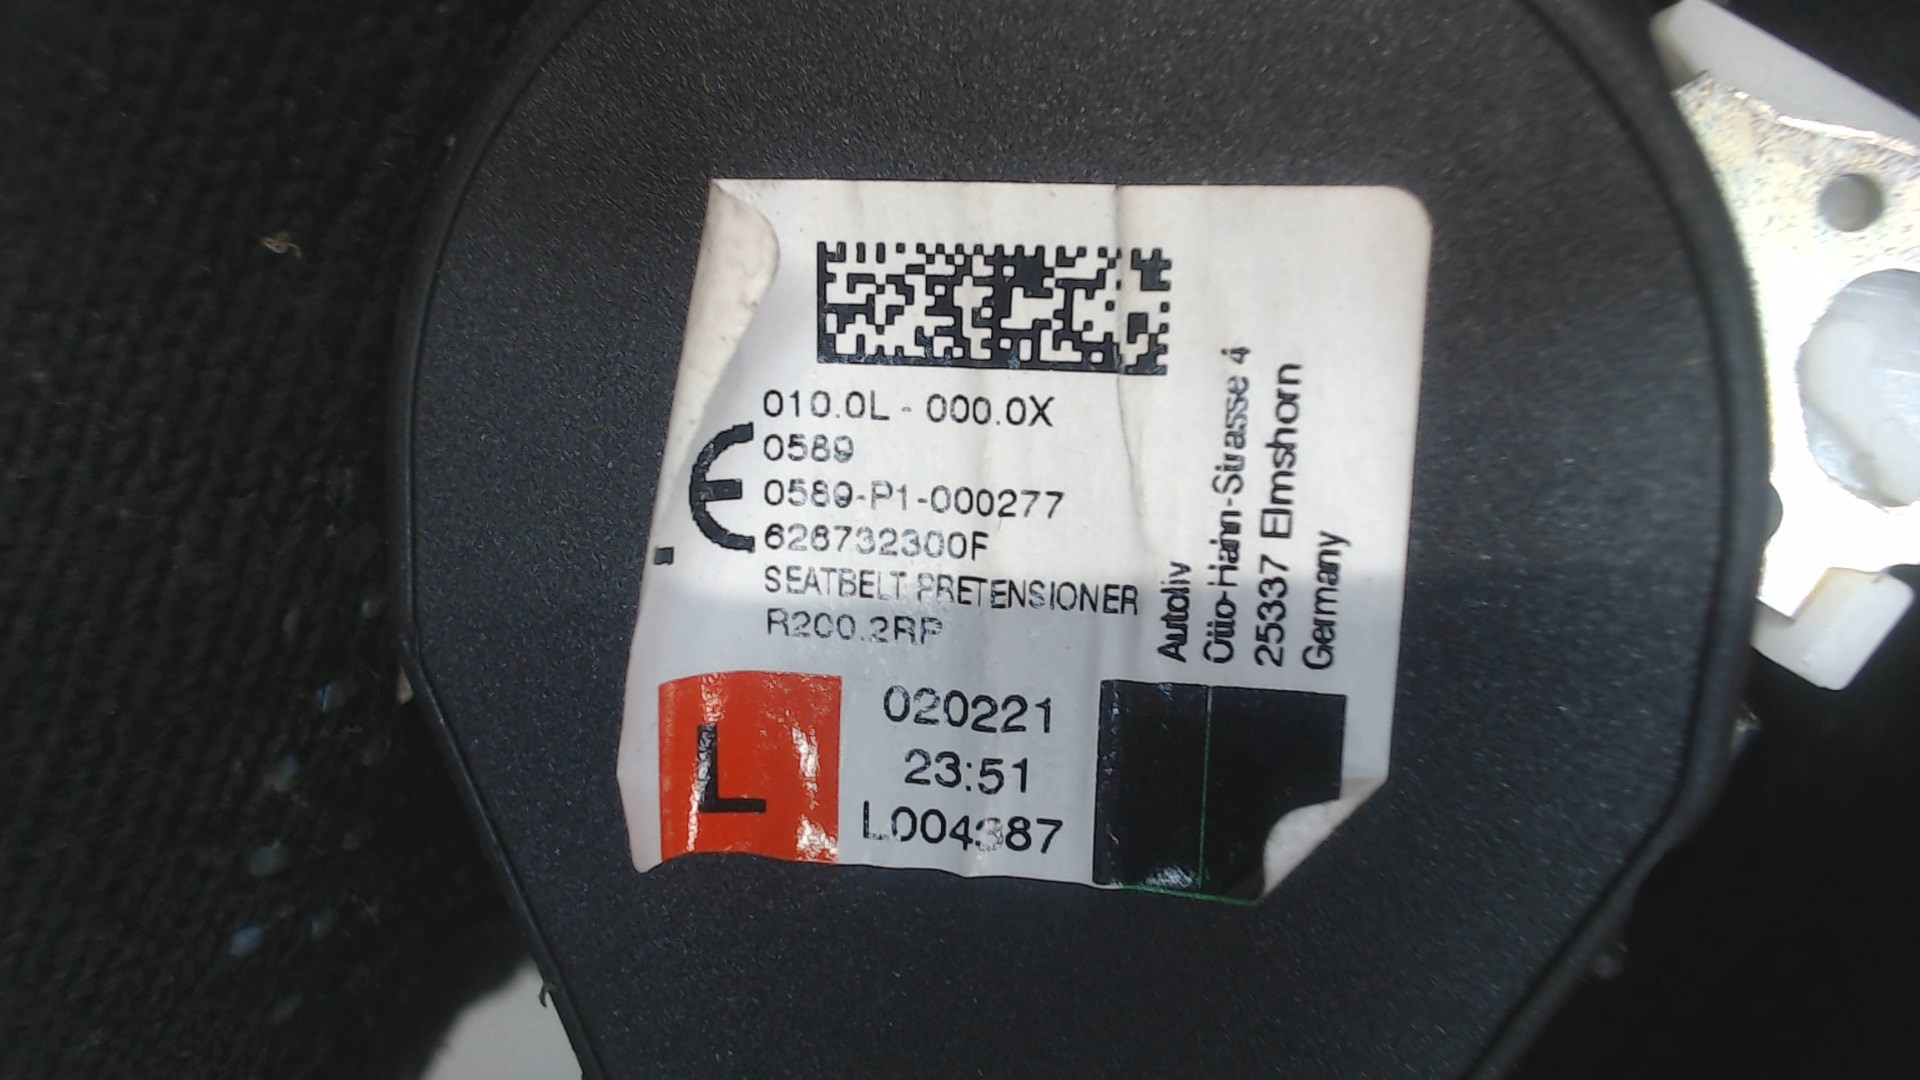 010.0L - 000.0X
0589
0589-P1-000277
628732300F
SEATBELT PRETENSIONER
R200.2RP
Autoliv
Otto-Hahn-Strasse 4
25337 Elmshorn
Germany
L
020221
23:51
L004387